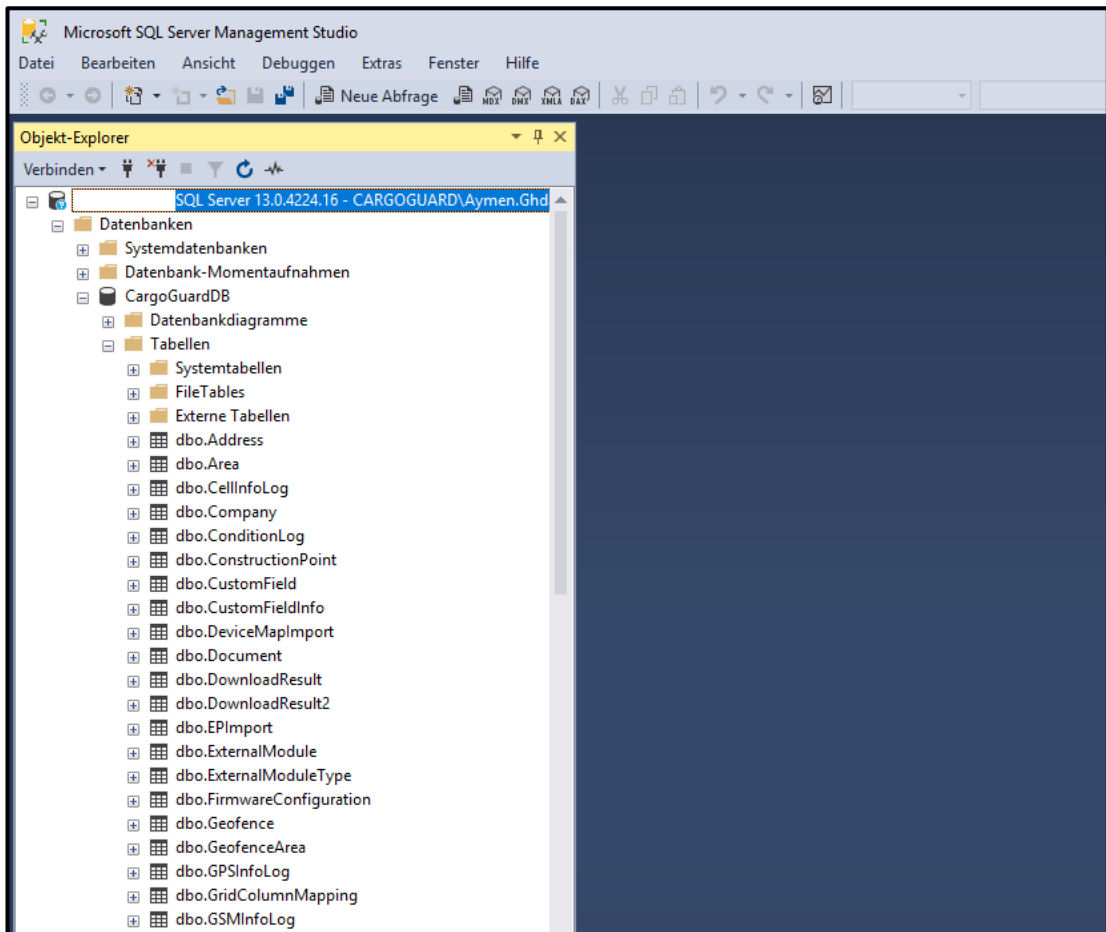 Microsoft SQL Server Management Studio
Datei Bearbeiten Ansicht Debuggen Extras Fenster Hilfe
Neue Abfrage MDX DMX XMLA DAX
Objekt-Explorer
Verbinden
SQL Server 13.0.4224.16 - CARGOGUARD\Aymen.Ghd
Datenbanken
Systemdatenbanken
Datenbank-Momentaufnahmen
CargoGuardDB
Datenbankdiagramme
Tabellen
Systemtabellen
FileTables
Externe Tabellen
dbo.Address
dbo.Area
dbo.CellInfoLog
dbo.Company
dbo.ConditionLog
dbo.ConstructionPoint
dbo.CustomField
dbo.CustomFieldInfo
dbo.DeviceMapImport
dbo.Document
dbo.DownloadResult
dbo.DownloadResult2
dbo.EPImport
dbo.ExternalModule
dbo.ExternalModuleType
dbo.FirmwareConfiguration
dbo.Geofence
dbo.GeofenceArea
dbo.GPSInfoLog
dbo.GridColumnMapping
dbo.GSMInfoLog